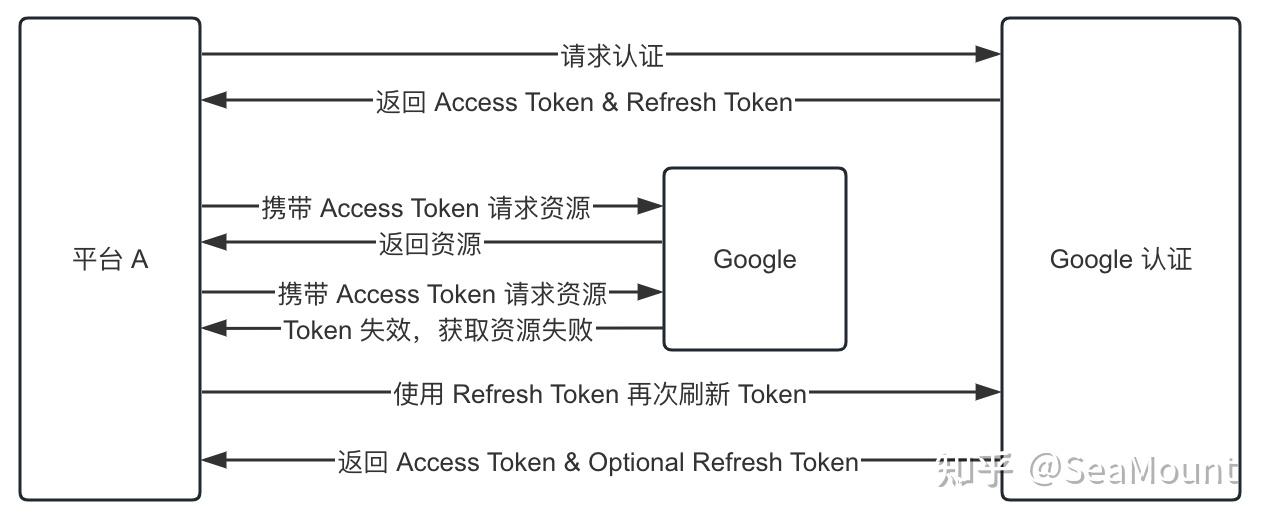 请求认证
返回 Access Token & Refresh Token
携带 Access Token 请求资源
返回资源
平台 A
Google
Google 认证
携带 Access Token 请求资源
Token 失效，获取资源失败
使用 Refresh Token 再次刷新 Token
返回 Access Token & Optional Refresh Token
知乎 @SeaMount